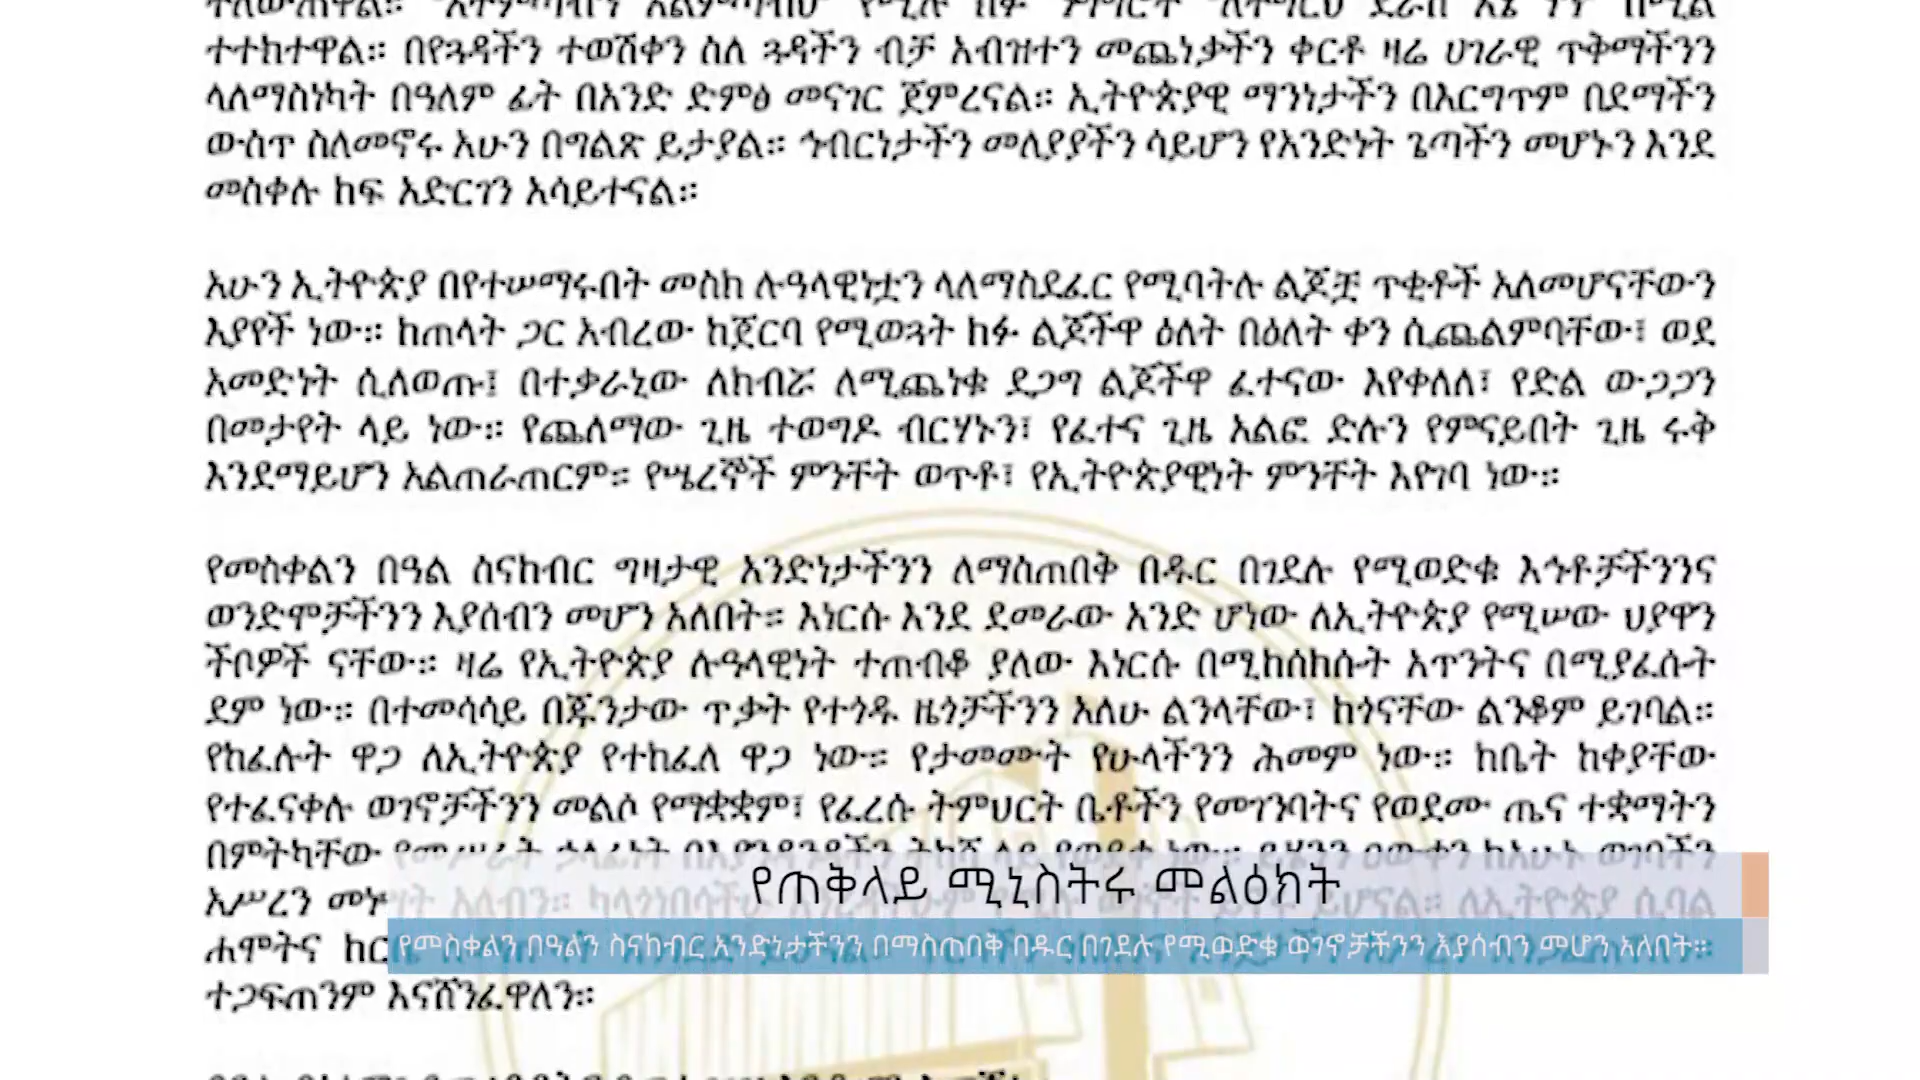 ተተክተዋል። በየጓዳችን ተወሽቀን ስለ ጓዳችን ብቻ አብዝተን መጨነቃችን ቀርቶ ዛሬ ሀገራዊ ጥቅማችንን
ላለማስነካት በዓለም ፊት በአንድ ድምፅ መናገር ጀምረናል። ኢትዮጵያዊ ማንነታችን በእርግጥም በደማችን
ውስጥ ስለመኖሩ አሁን በግልጽ ይታያል። ኅብርነታችን መለያያችን ሳይሆን የአንድነት ጌጣችን መሆኑን እንደ
መስቀሉ ከፍ አድርገን አሳይተናል።
አሁን ኢትዮጵያ በየተሠማሩበት መስክ ሉዓላዊነቷን ላለማስደፈር የሚባትሉ ልጆቿ ጥቂቶች አለመሆናቸውን
እያየች ነው። ከጠላት ጋር አብረው ከጀርባ የሚወጓት ከፉ ልጆችዋ ዕለት በዕለት ቀን ሲጨልምባቸው፣ ወደ
አመድነት ሲለወጡ፤ በተቃራኒው ለክብሯ ለሚጨነቁ ደጋግ ልጆችዋ ፈተናው እየቀለለ፣ የድል ውጋጋን
በመታየት ላይ ነው። የጨለማው ጊዜ ተወግዶ ብርሃኑን፣ የፈተና ጊዜ አልፎ ድሉን የምናይበት ጊዜ ሩቅ
እንደማይሆን አልጠራጠርም። የሤረኞች ምንቸት ወጥቶ፣ የኢትዮጵያዊነት ምንቸት እየገባ ነው።
የመስቀልን በዓል ስናከብር ግዛታዊ አንድነታችንን ለማስጠበቅ በዱር በገደሉ የሚወድቁ እኅቶቻችንንና
ወንድሞቻችንን እያሰብን መሆን አለበት። እነርሱ እንደ ደመራው አንድ ሆነው ለኢትዮጵያ የሚሠው ህያዋን
ችቦዎች ናቸው። ዛሬ የኢትዮጵያ ሉዓላዊነት ተጠብቆ ያለው እነርሱ በሚከሰክሱት አጥንትና በሚያፈሱት
ደም ነው። በተመሳሳይ በጁንታው ጥቃት የተጎዱ ዜጎቻችንን አለሁ ልንላቸው፣ ከጎናቸው ልንቆም ይገባል።
የከፈሉት ዋጋ ለኢትዮጵያ የተከፈለ ዋጋ ነው። የታመሙት የሁላችንን ሕመም ነው። ከቤት ከቀያቸው
የተፈናቀሉ ወገኖቻችንን መልሶ የማቋቋም፣ የፈረሱ ትምህርት ቤቶችን የመገንባትና የወደሙ ጤና ተቋማትን
በምትካቸው
አሥረን
ሐሞትና
ተጋፍጠንም እናሸንፈዋለን።
የጠቅላይ ሚኒስትሩ መልዕክት
የመስቀልን በዓልን ስናከብር አንድነታችንን በማስጠበቅ በዱር በገደሉ የሚወድቁ ወገኖቻችንን እያሰብን መሆን አለበት።